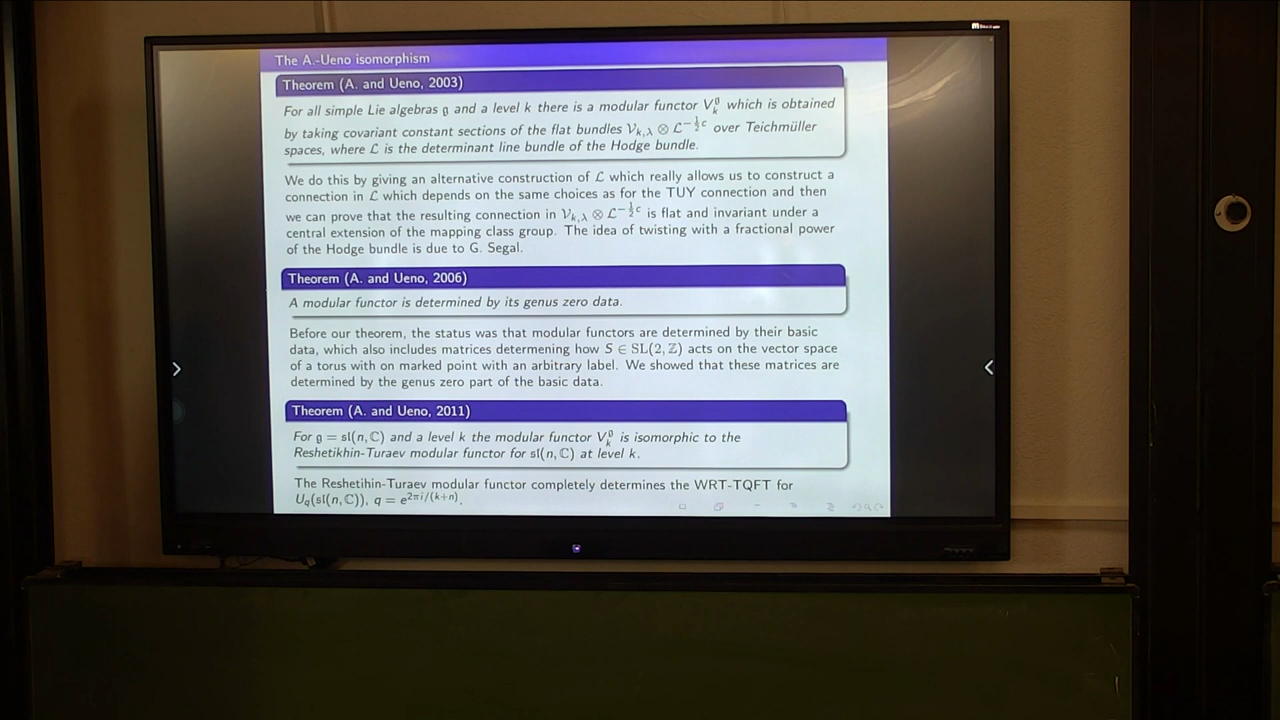 The A.-Ueno isomorphism
Theorem (A. and Ueno, 2003)
For all simple Lie algebras 𝔤 and a level k there is a modular functor V_k^𝔤 which is obtained
by taking covariant constant sections of the flat bundles 𝒱_{k,λ} ⊗ ℒ^{−½c} over Teichmüller
spaces, where ℒ is the determinant line bundle of the Hodge bundle.
We do this by giving an alternative construction of ℒ which really allows us to construct a
connection in ℒ which depends on the same choices as for the TUY connection and then
we can prove that the resulting connection in 𝒱_{k,λ} ⊗ ℒ^{−½c} is flat and invariant under a
central extension of the mapping class group. The idea of twisting with a fractional power
of the Hodge bundle is due to G. Segal.
Theorem (A. and Ueno, 2006)
A modular functor is determined by its genus zero data.
Before our theorem, the status was that modular functors are determined by their basic
data, which also includes matrices determening how S ∈ SL(2, ℤ) acts on the vector space
of a torus with on marked point with an arbitrary label. We showed that these matrices are
determined by the genus zero part of the basic data.
Theorem (A. and Ueno, 2011)
For 𝔤 = sl(n, ℂ) and a level k the modular functor V_k^𝔤 is isomorphic to the
Reshetikhin-Turaev modular functor for sl(n, ℂ) at level k.
The Reshetihin-Turaev modular functor completely determines the WRT-TQFT for
U_q(sl(n, ℂ)), q = e^{2πi/(k+n)}.